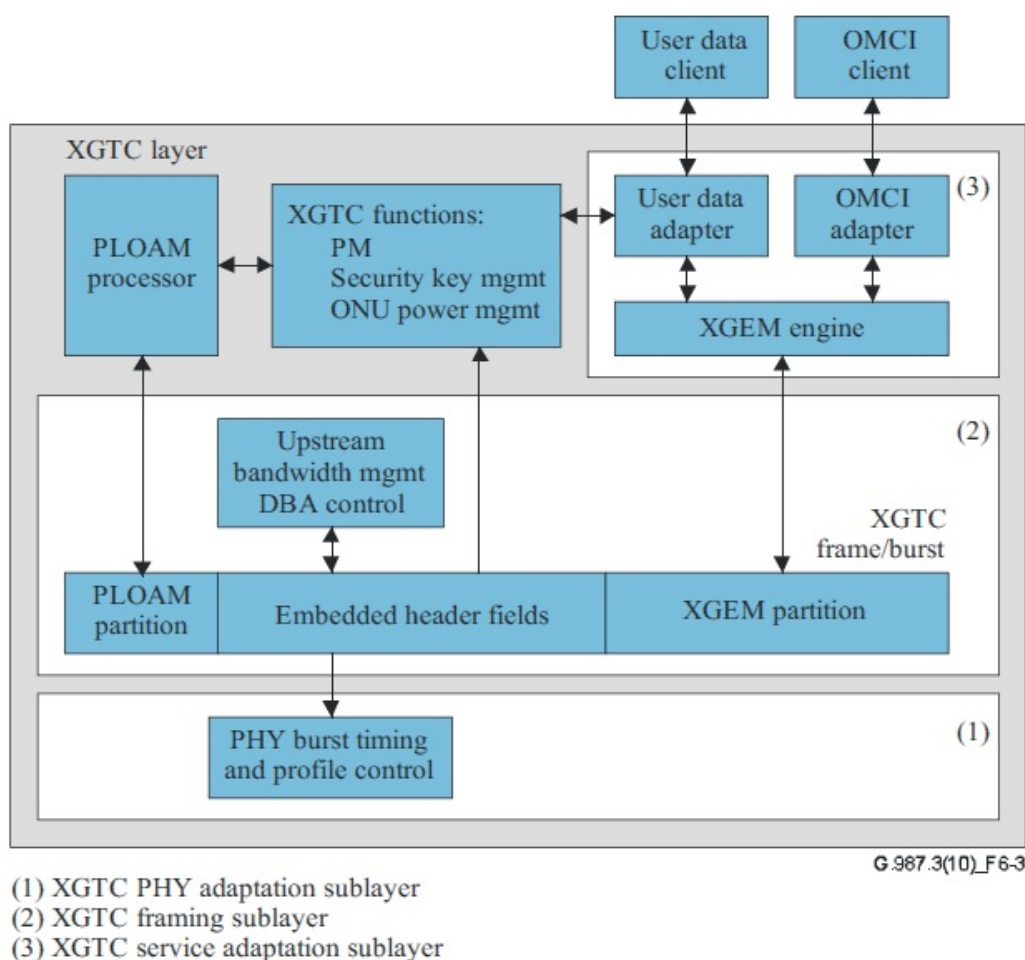 User data
client
OMCI
client
XGTC layer
(3)
PLOAM
processor
XGTC functions:
PM
Security key mgmt
ONU power mgmt
User data
adapter
OMCI
adapter
XGEM engine
(2)
Upstream
bandwidth mgmt
DBA control
XGTC
frame/burst
PLOAM
partition
Embedded header fields
XGEM partition
(1)
PHY burst timing
and profile control
G.987.3(10)_F6-3
(1) XGTC PHY adaptation sublayer
(2) XGTC framing sublayer
(3) XGTC service adaptation sublayer